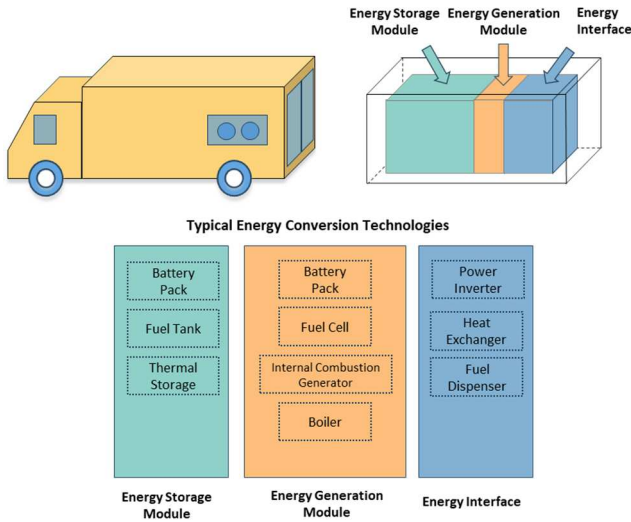 Energy Storage
Module
Energy Generation
Module
Energy
Interface
Typical Energy Conversion Technologies
Battery
Pack
Fuel Tank
Thermal
Storage
Battery
Pack
Fuel Cell
Internal Combustion
Generator
Boiler
Power
Inverter
Heat
Exchanger
Fuel
Dispenser
Energy Storage
Module
Energy Generation
Module
Energy Interface